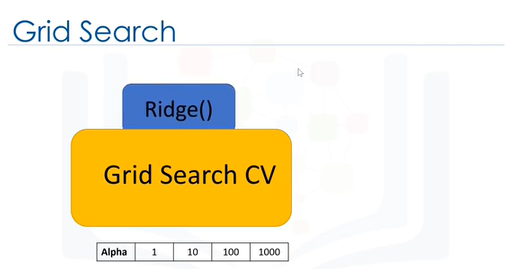 Grid Search
Ridge()
Grid Search CV
Alpha 1 10 100 1000